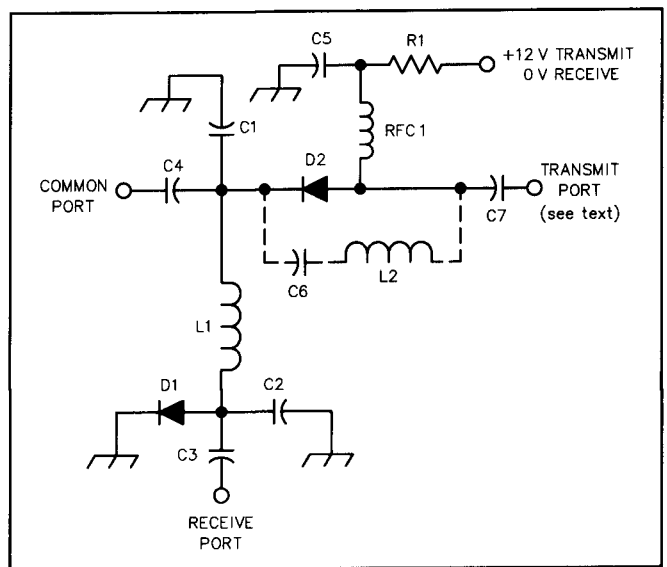 C5
R1
+12 V TRANSMIT
0 V RECEIVE
C1
RFC 1
C4
D2
COMMON
PORT
TRANSMIT
PORT
(see text)
C7
C6
L2
L1
D1
C2
C3
RECEIVE
PORT